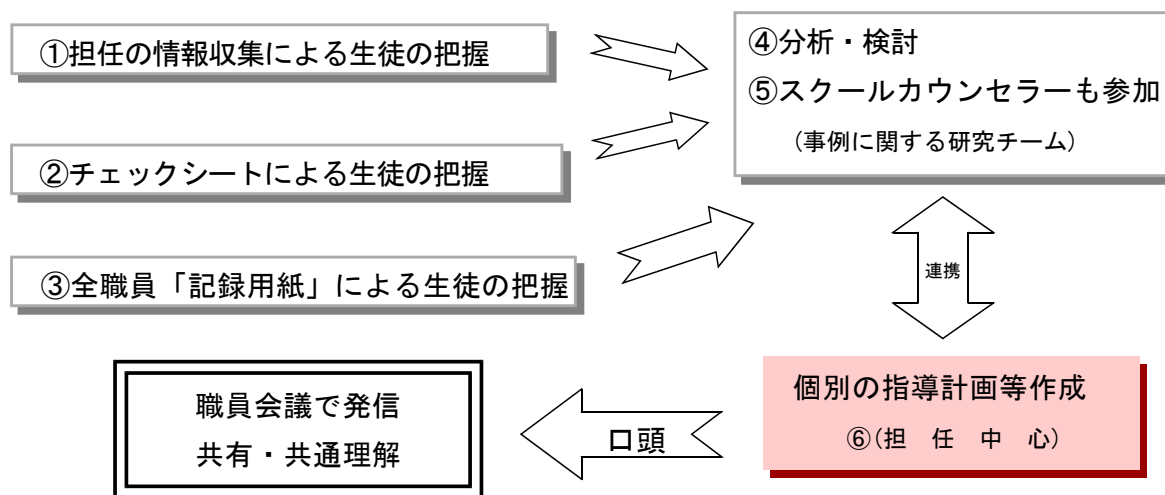 ①担任の情報収集による生徒の把握
②チェックシートによる生徒の把握
③全職員「記録用紙」による生徒の把握
④分析・検討
⑤スクールカウンセラーも参加
(事例に関する研究チーム)
連携
個別の指導計画等作成
⑥(担 任 中 心)
口頭
職員会議で発信
共有・共通理解